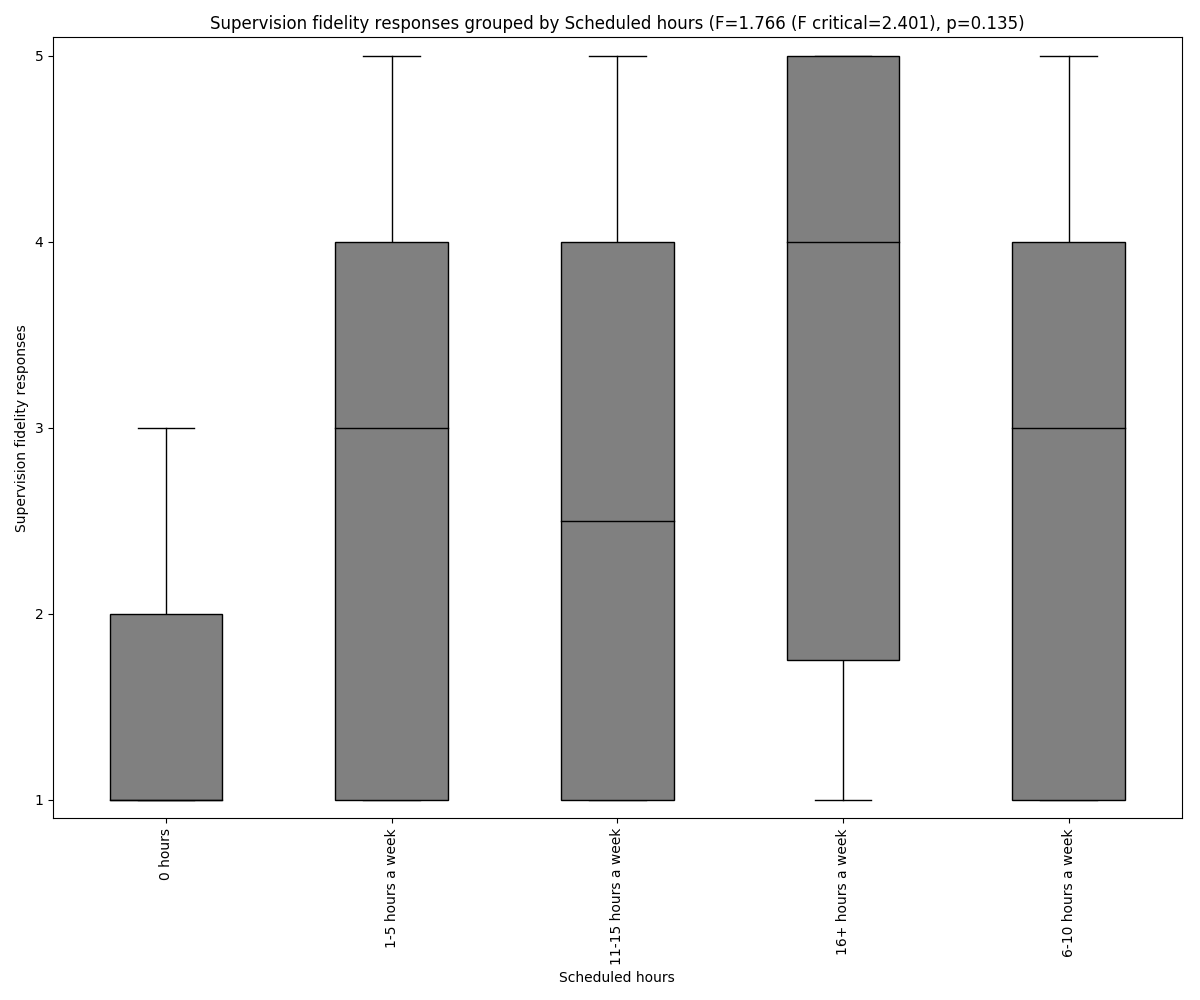 Supervision fidelity responses grouped by Scheduled hours (F=1.766 (F critical=2.401), p=0.135)
Supervision fidelity responses
5
4
3
2
1
0 hours
1-5 hours a week
11-15 hours a week
16+ hours a week
6-10 hours a week
Scheduled hours